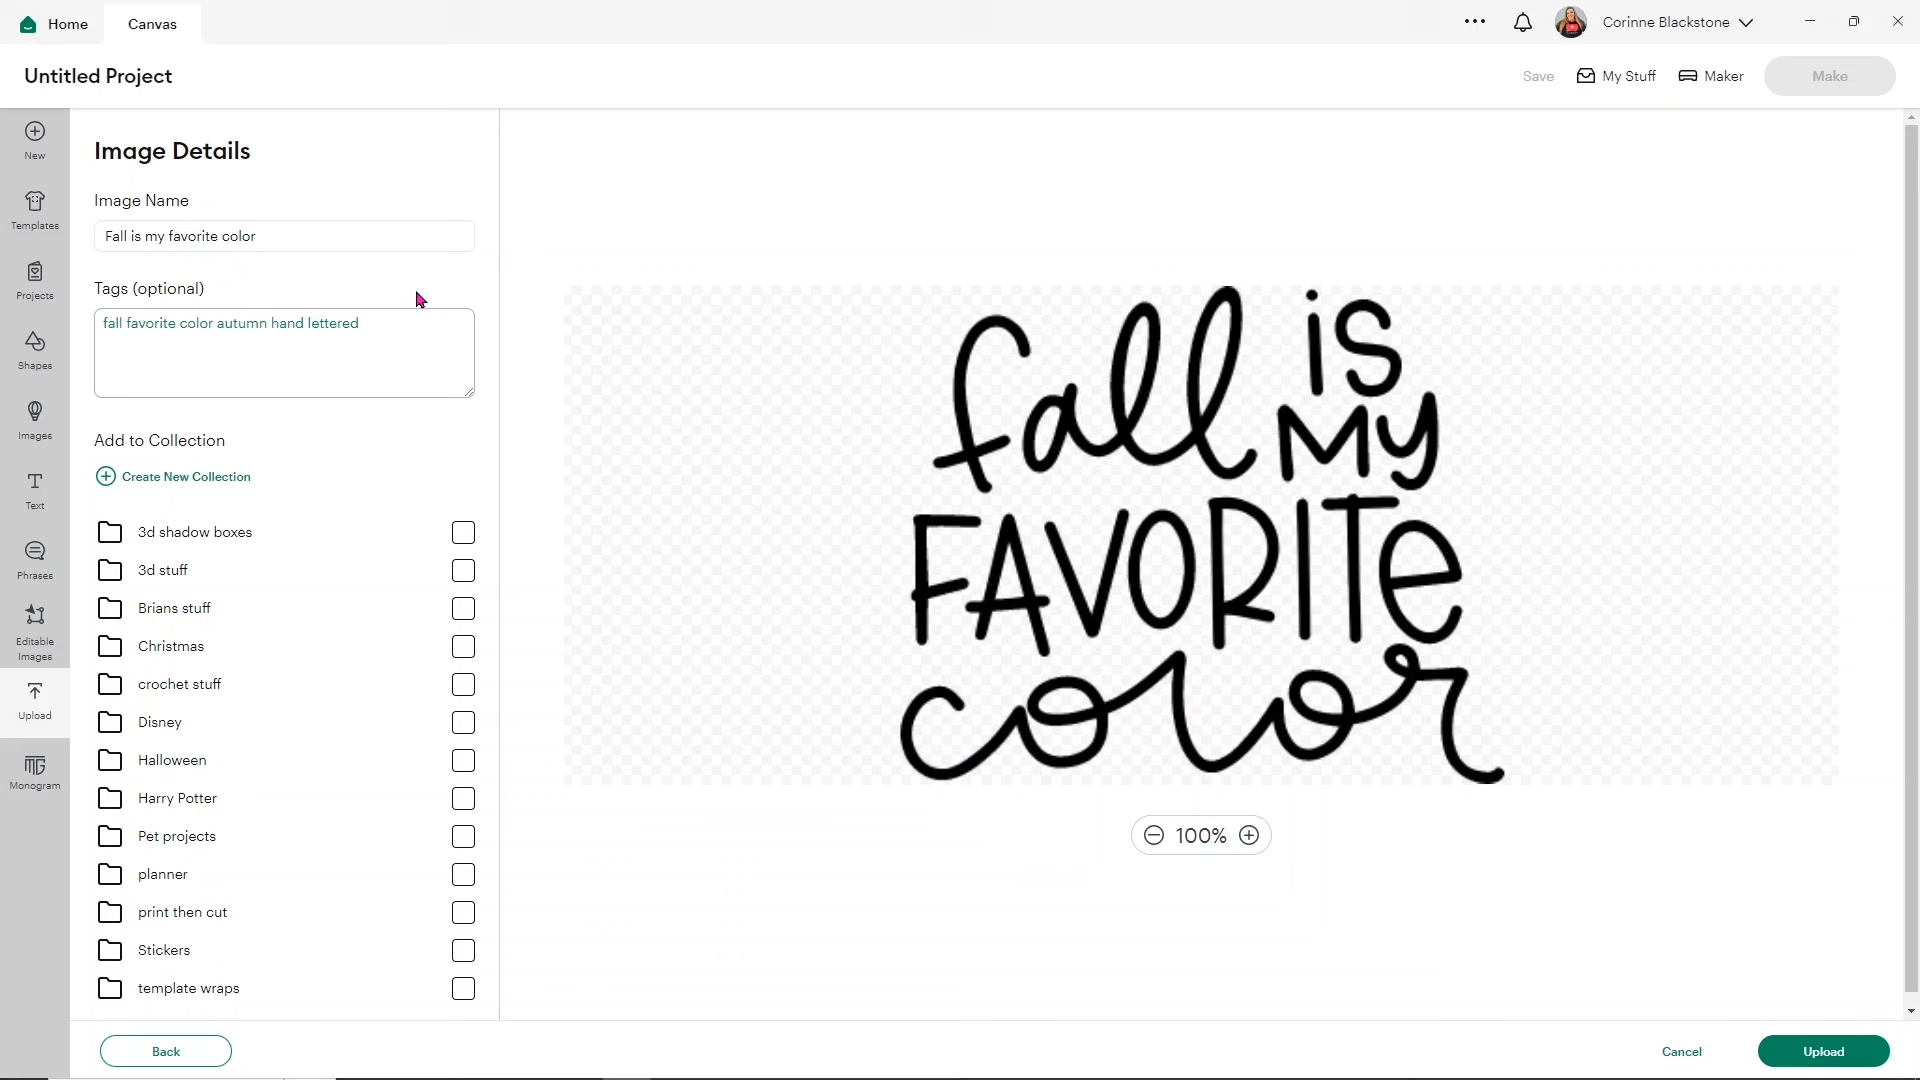 Home
Canvas
Corinne Blackstone
Untitled Project
Save
My Stuff
Maker
Make
New
Templates
Projects
Shapes
Images
Text
Phrases
Editable
Images
Upload
Monogram
Image Details
Image Name
Fall is my favorite color
Tags (optional)
fall favorite color autumn hand lettered
Add to Collection
Create New Collection
3d shadow boxes
3d stuff
Brians stuff
Christmas
crochet stuff
Disney
Halloween
Harry Potter
Pet projects
planner
print then cut
Stickers
template wraps
fall is
MY
FAVORITe
color
100%
Back
Cancel
Upload